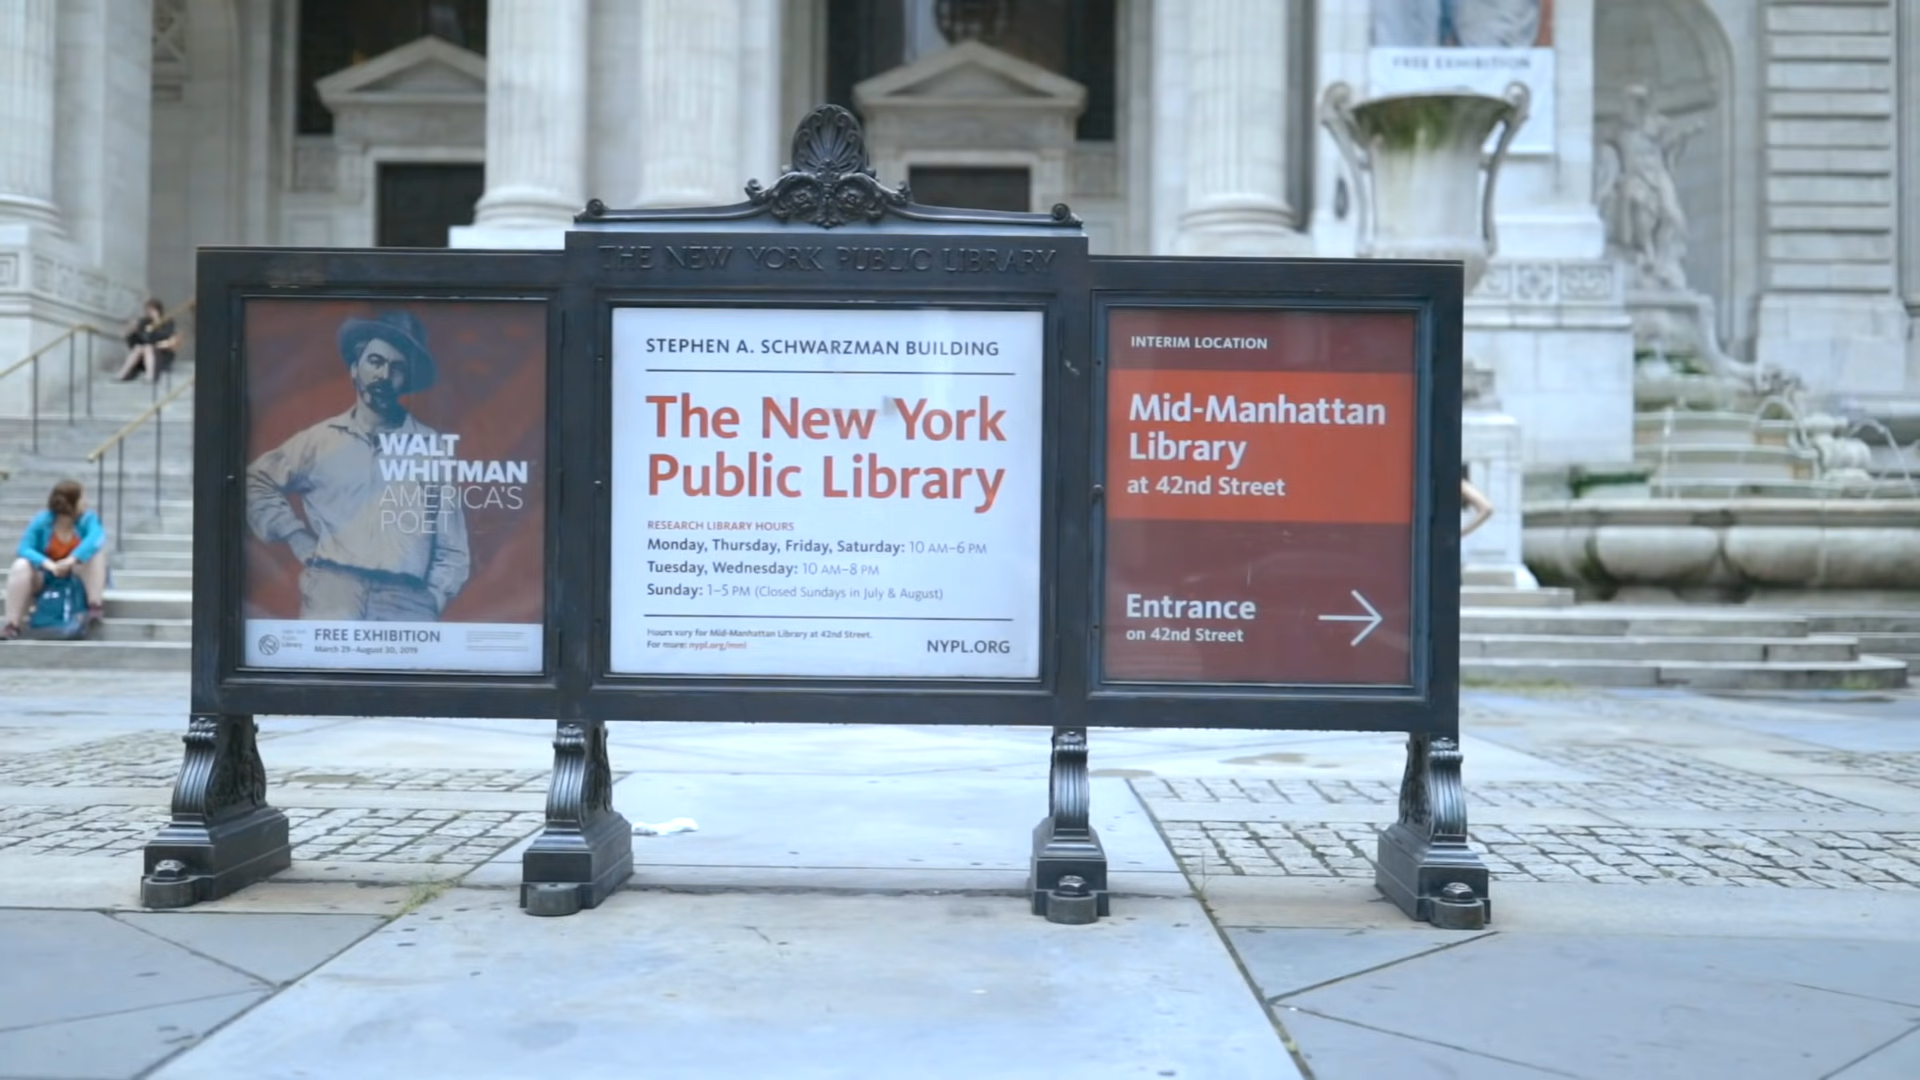 FREE EXHIBITION
THE NEW YORK PUBLIC LIBRARY
WALT
WHITMAN
AMERICA'S
POET
FREE EXHIBITION
March 29–August 30, 2019
STEPHEN A. SCHWARZMAN BUILDING
The New York
Public Library
RESEARCH LIBRARY HOURS
Monday, Thursday, Friday, Saturday: 10 AM–6 PM
Tuesday, Wednesday: 10 AM–8 PM
Sunday: 1–5 PM (Closed Sundays in July & August)
Hours vary for Mid-Manhattan Library at 42nd Street.
For more: nypl.org/mml
NYPL.ORG
INTERIM LOCATION
Mid-Manhattan
Library
at 42nd Street
Entrance
on 42nd Street